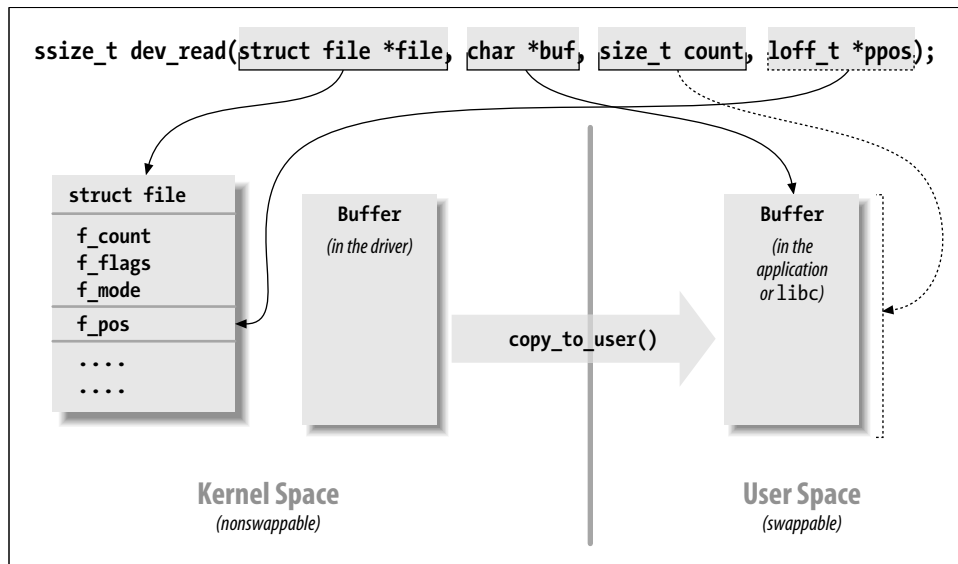 ssize_t dev_read(struct file *file, char *buf, size_t count, loff_t *ppos);
struct file
f_count
f_flags
f_mode
f_pos
....
....
Buffer
(in the driver)
copy_to_user()
Buffer
(in the
application
or libc)
Kernel Space
(nonswappable)
User Space
(swappable)